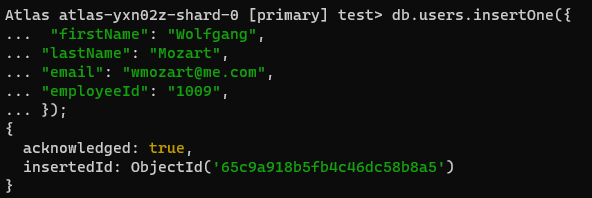 Atlas atlas-yxn02z-shard-0 [primary] test> db.users.insertOne({
...  "firstName": "Wolfgang",
... "lastName": "Mozart",
... "email": "wmozart@me.com",
... "employeeId": "1009",
... });
{
  acknowledged: true,
  insertedId: ObjectId('65c9a918b5fb4c46dc58b8a5')
}